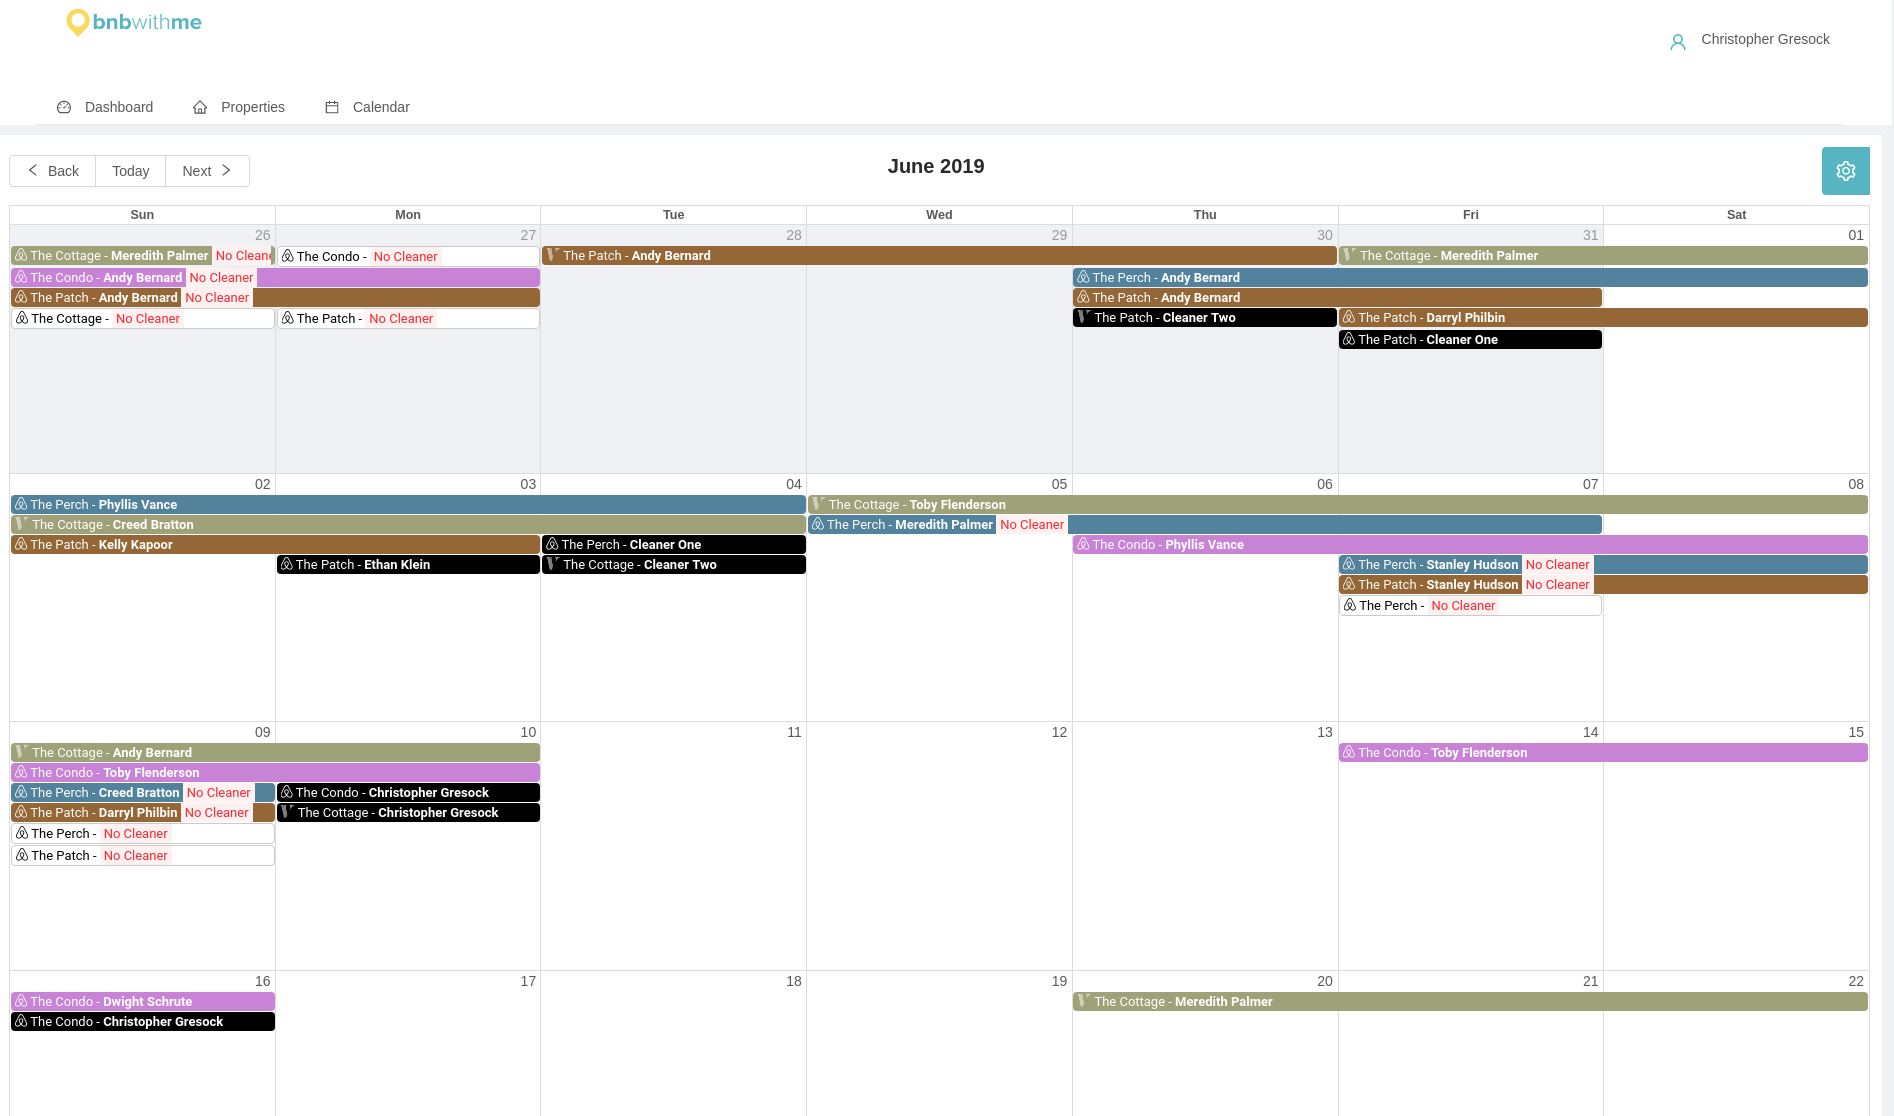 bnbwithme
Christopher Gresock
Dashboard Properties Calendar
Back Today Next
June 2019
Sun Mon Tue Wed Thu Fri Sat
26 27 28 29 30 31 01
The Cottage - Meredith Palmer No Cleane
The Condo - No Cleaner
The Patch - Andy Bernard
The Cottage - Meredith Palmer
The Condo - Andy Bernard No Cleaner
The Perch - Andy Bernard
The Patch - Andy Bernard No Cleaner
The Patch - Andy Bernard
The Cottage - No Cleaner
The Patch - No Cleaner
The Patch - Cleaner Two
The Patch - Darryl Philbin
The Patch - Cleaner One
02 03 04 05 06 07 08
The Perch - Phyllis Vance
The Cottage - Toby Flenderson
The Cottage - Creed Bratton
The Perch - Meredith Palmer No Cleaner
The Patch - Kelly Kapoor
The Perch - Cleaner One
The Condo - Phyllis Vance
The Patch - Ethan Klein
The Cottage - Cleaner Two
The Perch - Stanley Hudson No Cleaner
The Patch - Stanley Hudson No Cleaner
The Perch - No Cleaner
09 10 11 12 13 14 15
The Cottage - Andy Bernard
The Condo - Toby Flenderson
The Condo - Toby Flenderson
The Perch - Creed Bratton No Cleaner
The Condo - Christopher Gresock
The Patch - Darryl Philbin No Cleaner
The Cottage - Christopher Gresock
The Perch - No Cleaner
The Patch - No Cleaner
16 17 18 19 20 21 22
The Condo - Dwight Schrute
The Cottage - Meredith Palmer
The Condo - Christopher Gresock